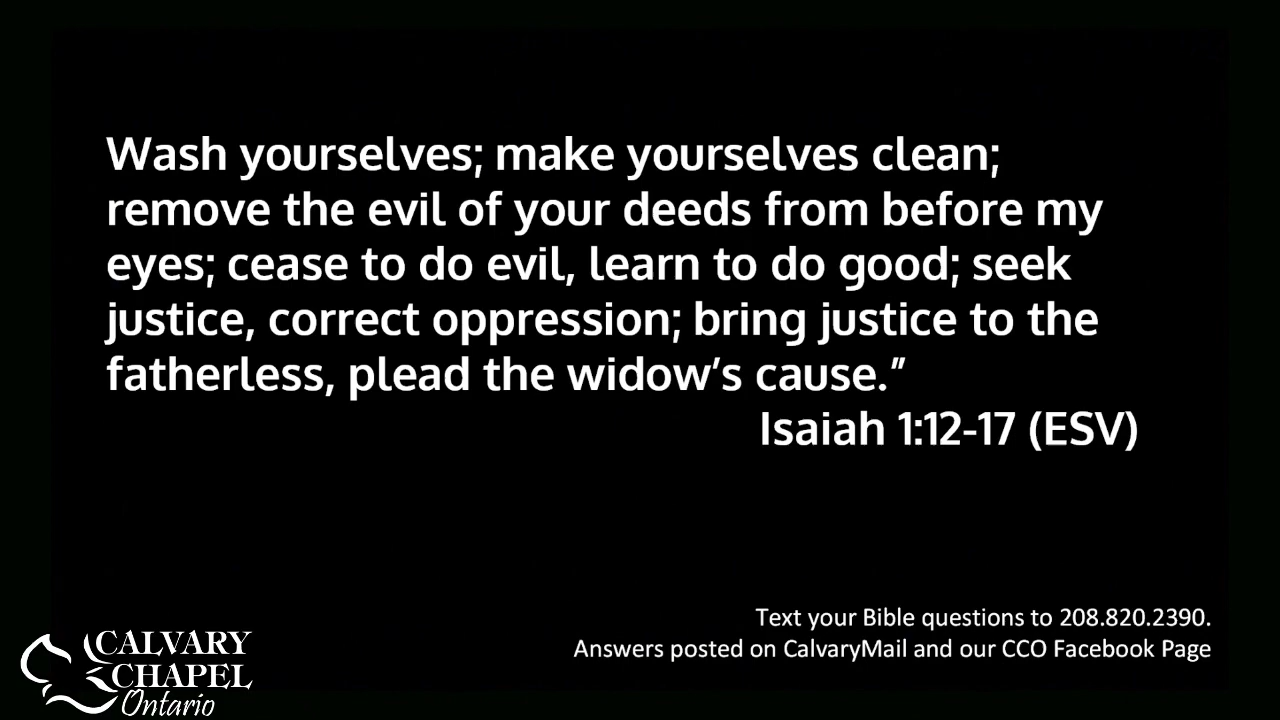 Wash yourselves; make yourselves clean;
remove the evil of your deeds from before my
eyes; cease to do evil, learn to do good; seek
justice, correct oppression; bring justice to the
fatherless, plead the widow’s cause.”
Isaiah 1:12-17 (ESV)
Text your Bible questions to 208.820.2390.
Answers posted on CalvaryMail and our CCO Facebook Page
CALVARY
CHAPEL
Ontario